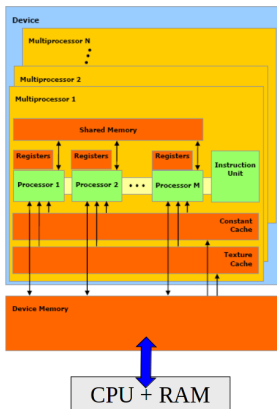 Device
Multiprocessor N
Multiprocessor 2
Multiprocessor 1
Shared Memory
Registers Registers Registers
Processor 1 Processor 2 Processor M
Instruction
Unit
Constant
Cache
Texture
Cache
Device Memory
CPU + RAM